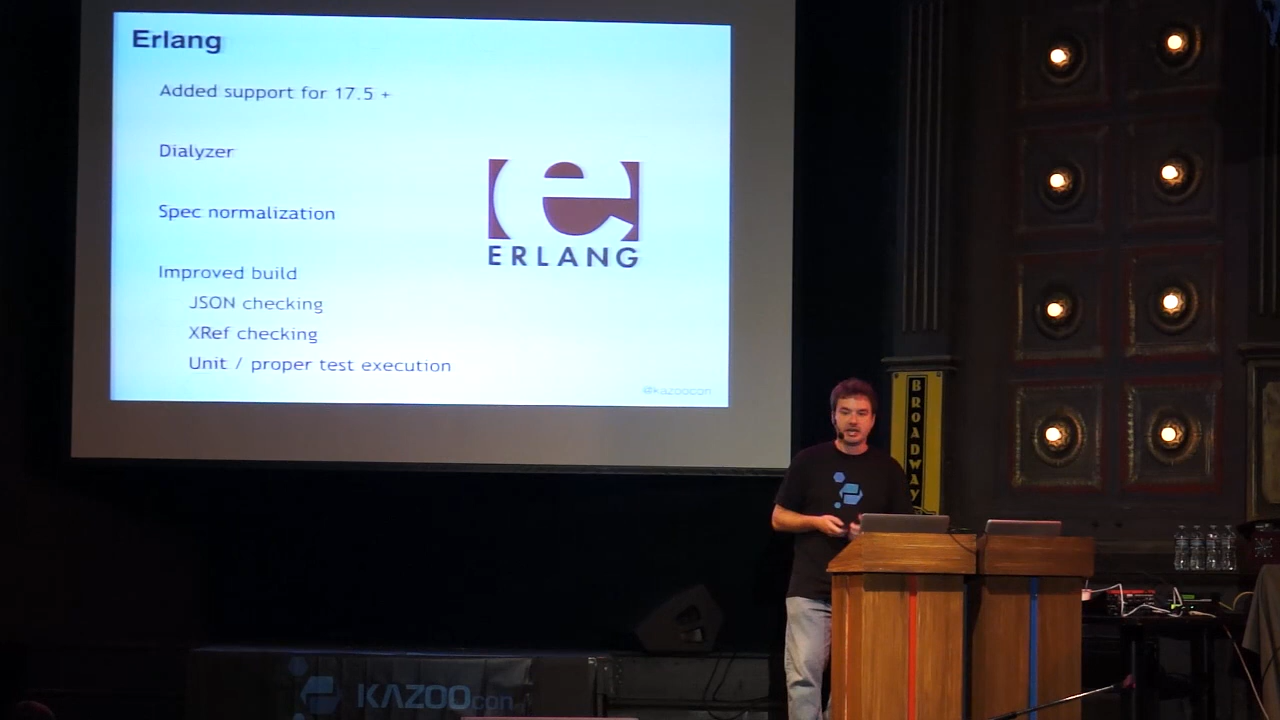 Erlang
Added support for 17.5 +
Dialyzer
Spec normalization
Improved build
JSON checking
XRef checking
Unit / proper test execution
e
ERLANG
@kazoocon
BROADWAY
KAZOOcon